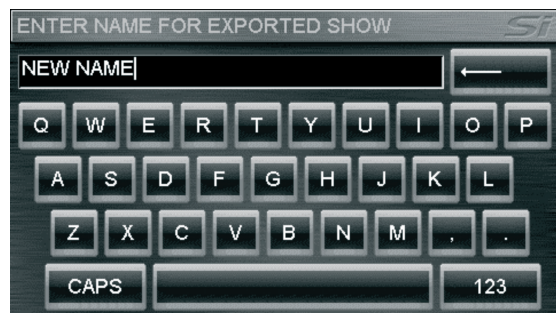 ENTER NAME FOR EXPORTED SHOW Si
NEW NAME
Q W E R T Y U I O P
A S D F G H J K L
Z X C V B N M , .
CAPS 123